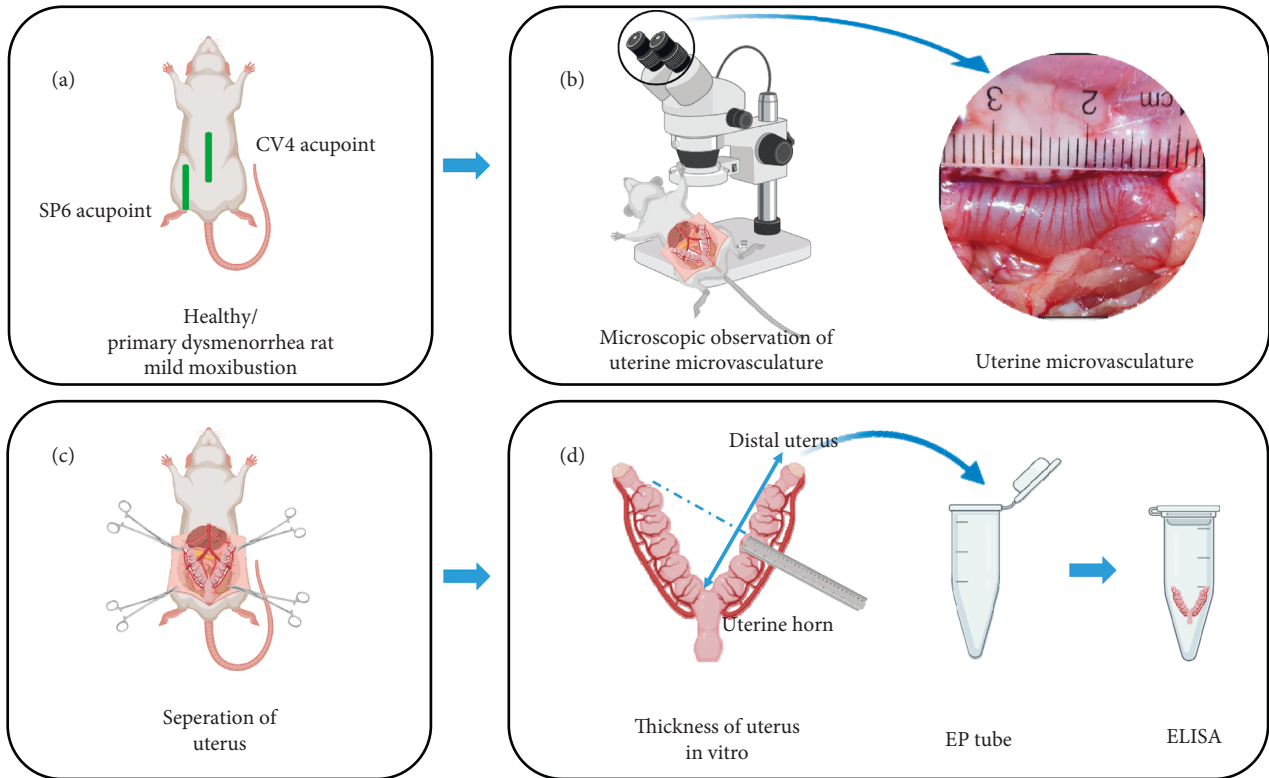 (a)
CV4 acupoint
SP6 acupoint
Healthy/
primary dysmenorrhea rat
mild moxibustion
(b)
3
2
cm
Microscopic observation of
uterine microvasculature
Uterine microvasculature
(c)
Seperation of
uterus
(d)
Distal uterus
Uterine horn
Thickness of uterus
in vitro
EP tube
ELISA